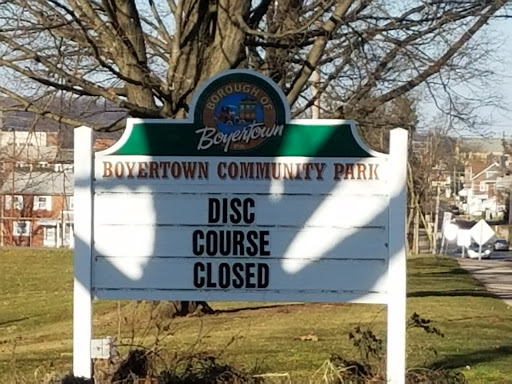 BOROUGH OF
Boyertown
BOYERTOWN COMMUNITY PARK
DISC
COURSE
CLOSED